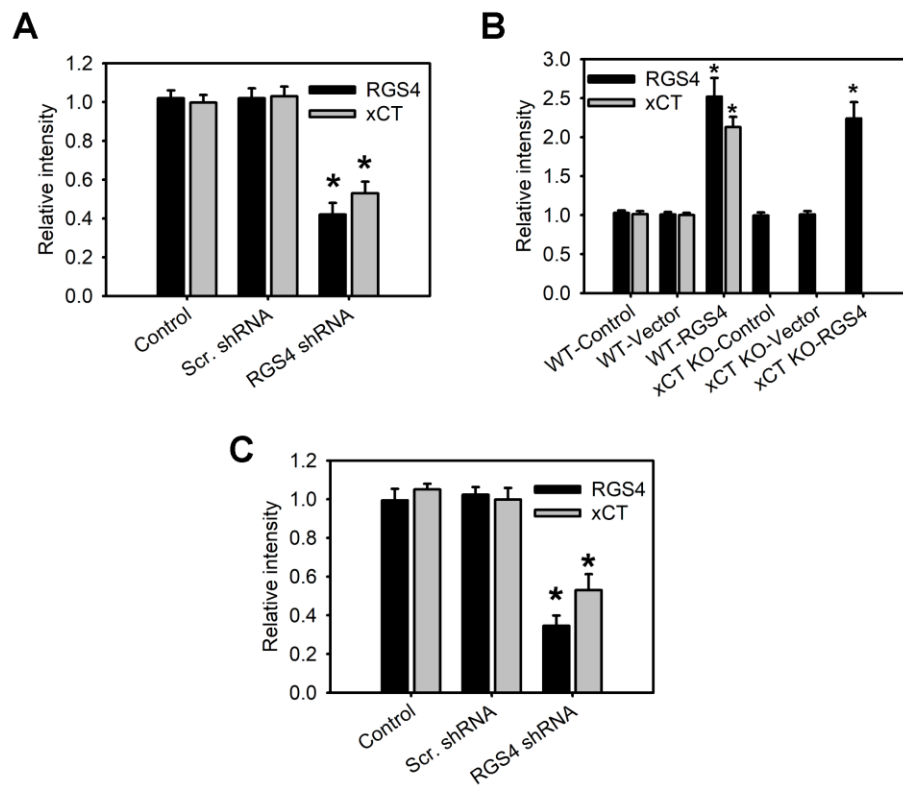 A
Relative intensity
1.2
1.0
0.8
0.6
0.4
0.2
0.0
RGS4
xCT
* *
Control
Scr. shRNA
RGS4 shRNA
B
Relative intensity
3.0
2.5
2.0
1.5
1.0
0.5
0.0
RGS4
xCT
* * *
WT-Control
WT-Vector
WT-RGS4
xCT KO-Control
xCT KO-Vector
xCT KO-RGS4
C
Relative intensity
1.2
1.0
0.8
0.6
0.4
0.2
0.0
RGS4
xCT
* *
Control
Scr. shRNA
RGS4 shRNA